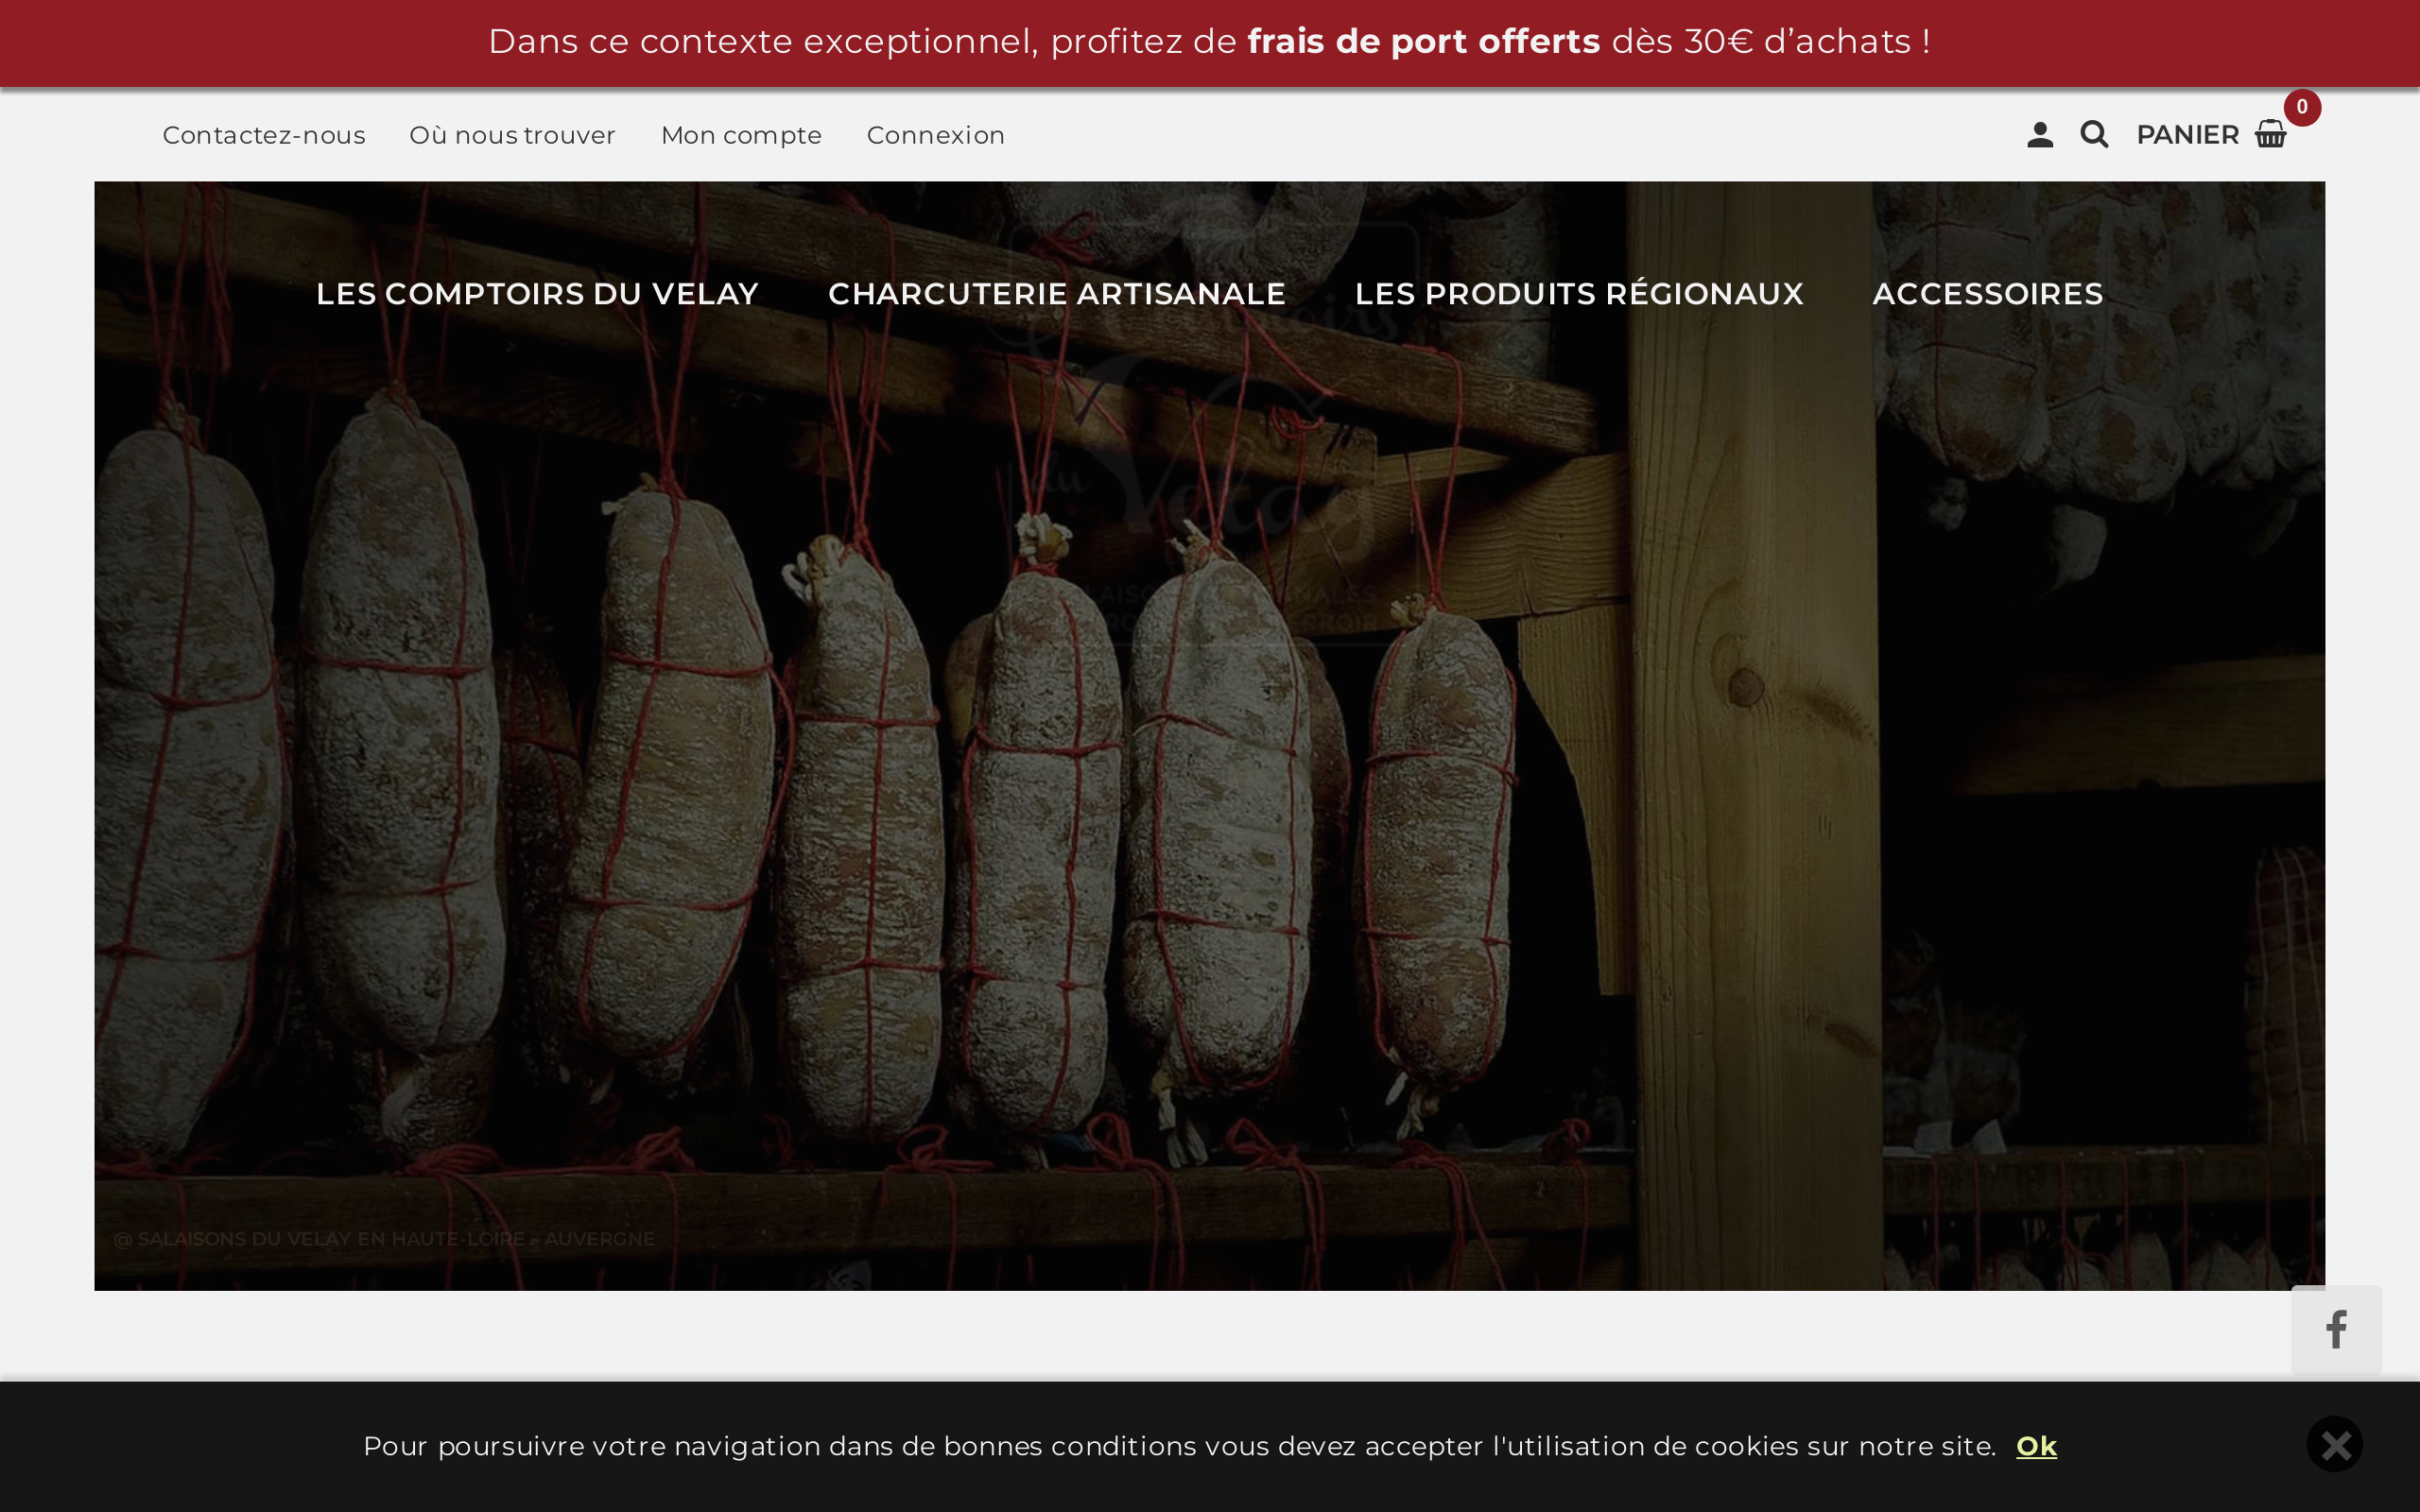 Dans ce contexte exceptionnel, profitez de frais de port offerts dès 30€ d’achats !
Contactez-nous Où nous trouver Mon compte Connexion PANIER 0
LES COMPTOIRS DU VELAY CHARCUTERIE ARTISANALE LES PRODUITS RÉGIONAUX ACCESSOIRES
du Velay
@ SALAISONS DU VELAY EN HAUTE-LOIRE - AUVERGNE
Pour poursuivre votre navigation dans de bonnes conditions vous devez accepter l'utilisation de cookies sur notre site. Ok